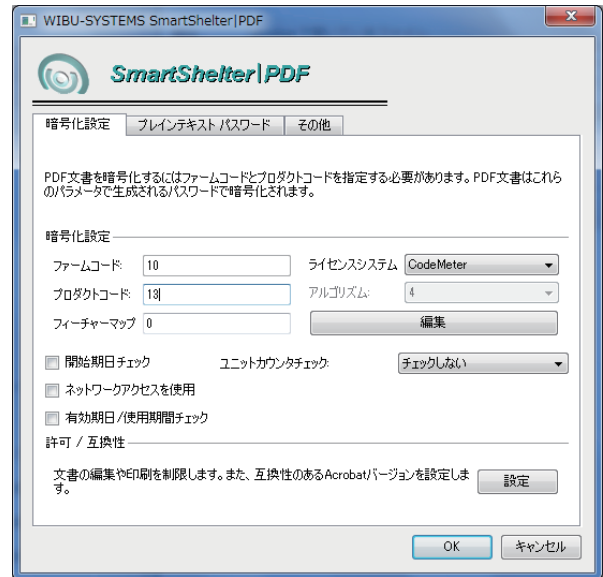 WIBU-SYSTEMS SmartShelter|PDF
SmartShelter|PDF
暗号化設定 プレインテキスト パスワード その他
PDF文書を暗号化するにはファームコードとプロダクトコードを指定する必要があります。PDF文書はこれら
のパラメータで生成されるパスワードで暗号化されます。
暗号化設定
ファームコード: 10 ライセンスシステム CodeMeter
プロダクトコード: 13 アルゴリズム: 4
フィーチャーマップ 0 編集
開始期日チェック ユニットカウンタチェック: チェックしない
ネットワークアクセスを使用
有効期日/使用期間チェック
許可 / 互換性
文書の編集や印刷を制限します。また、互換性のあるAcrobatバージョンを設定しま
す。 設定
OK キャンセル